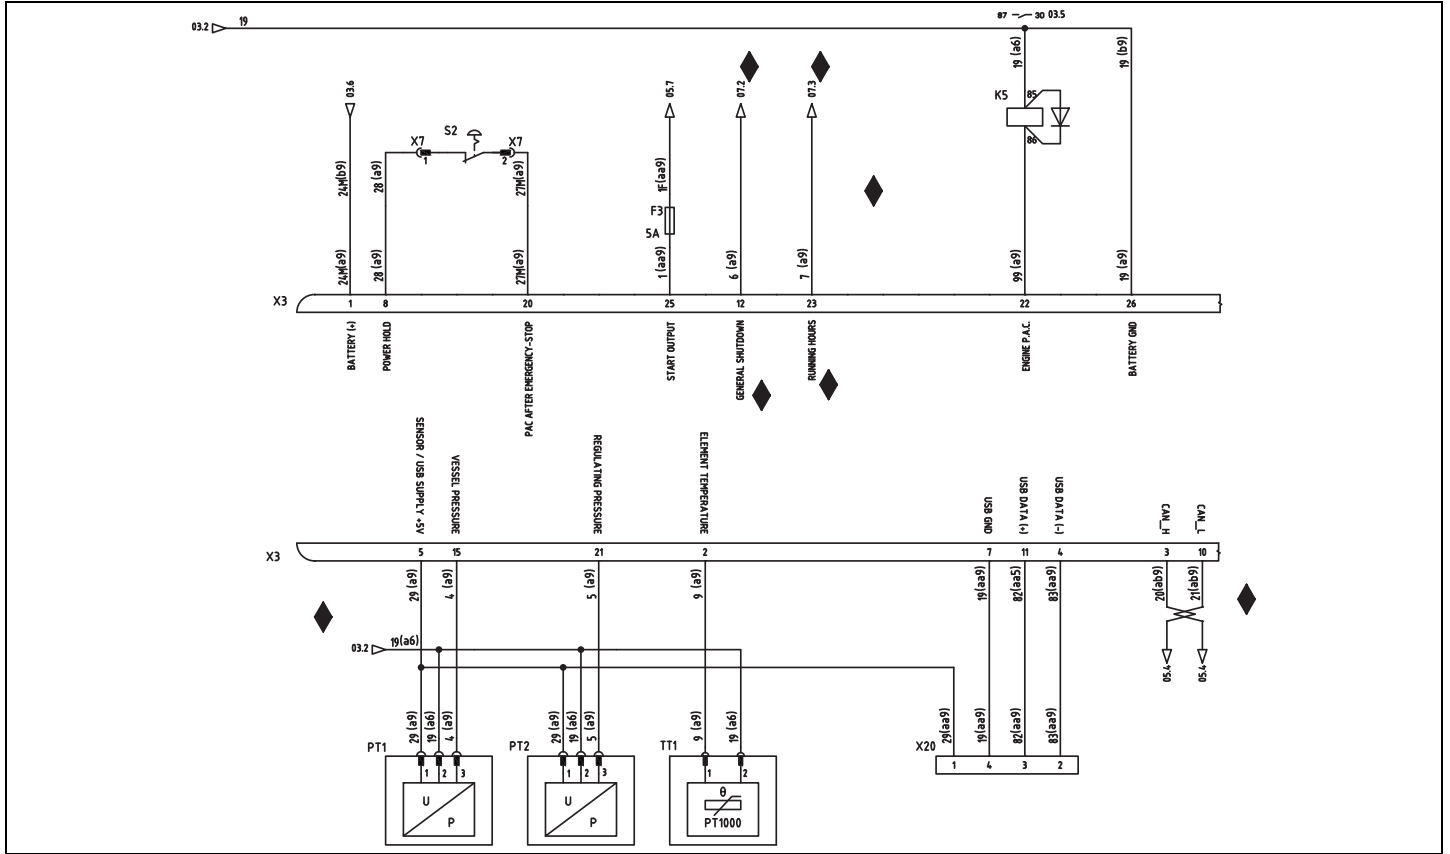 87 30 03.5
03.2 19
19 (a6)
19 (b9)
03.6
05.7
07.2
07.3
K5
85
86
X7
S2
X7
1
2
24M(b9)
28 (a9)
27M(a9)
1F(aa9)
F3
5A
24M(a9)
28 (a9)
27M(a9)
1 (aa9)
6 (a9)
7 (a9)
99 (a9)
19 (a9)
X3 1 8 20 25 12 23 22 26
BATTERY (+)
POWER HOLD
PAC AFTER EMERGENCY-STOP
START OUTPUT
GENERAL SHUTDOWN
RUNNING HOURS
ENGINE P.A.C.
BATTERY GND
SENSOR / USB SUPPLY +5V
VESSEL PRESSURE
REGULATING PRESSURE
ELEMENT TEMPERATURE
USB GND
USB DATA (+)
USB DATA (-)
CAN_H
CAN_L
X3 5 15 21 2 7 11 4 3 10
29 (a9)
4 (a9)
5 (a9)
9 (a9)
19(aa9)
82(aa5)
83(aa9)
20(ab9)
21(ab9)
03.2 19(a6)
05.4
05.4
29 (a9)
19 (a6)
4 (a9)
29 (a9)
19 (a6)
5 (a9)
9 (a9)
19 (a6)
29(aa9)
19(aa9)
82(aa9)
83(aa9)
PT1
PT2
TT1
X20
1 2 3
1 2 3
1 2
1 4 3 2
U
P
U
P
θ
PT1000